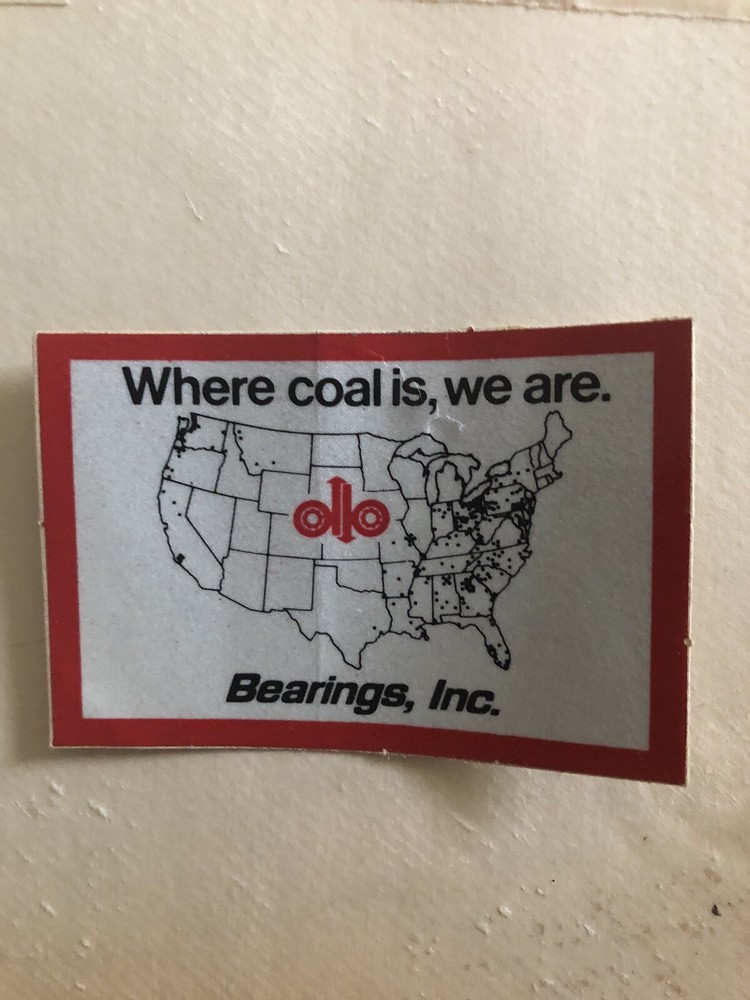 Where coal is, we are.
Bearings, Inc.